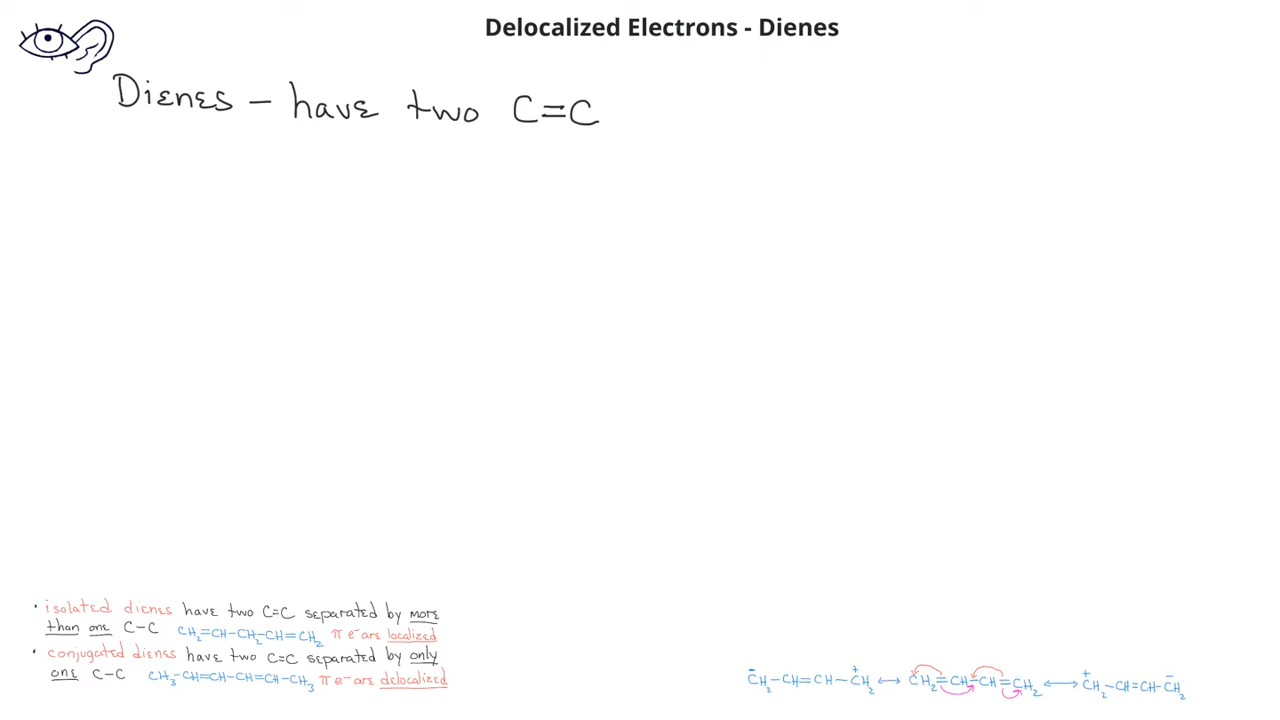 Delocalized Electrons - Dienes
Dienes – have two C=C
• isolated dienes have two C=C separated by more
than one C–C CH₂=CH–CH₂–CH=CH₂ π e⁻ are localized
• conjugated dienes have two C=C separated by only
one C–C CH₃–CH=CH–CH=CH–CH₃ π e⁻ are delocalized
⁻CH₂–CH=CH–⁺CH₂ ↔ CH₂=CH–CH=CH₂ ↔ ⁺CH₂–CH=CH–⁻CH₂